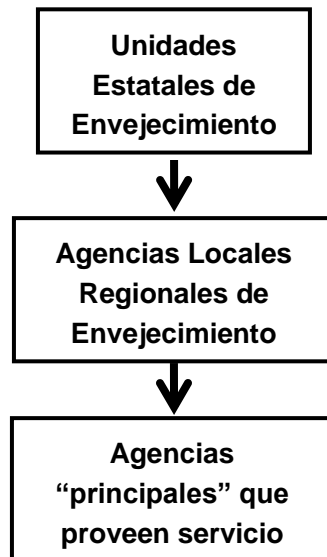 Unidades
Estatales de
Envejecimiento
Agencias Locales
Regionales de
Envejecimiento
Agencias
“principales” que
proveen servicio